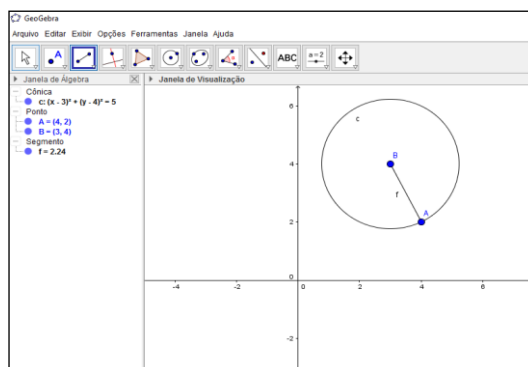 GeoGebra
Arquivo Editar Exibir Opções Ferramentas Janela Ajuda
A
ABC
a = 2
Janela de Álgebra
Janela de Visualização
Cônica
c: (x - 3)² + (y - 4)² = 5
Ponto
A = (4, 2)
B = (3, 4)
Segmento
f = 2.24
6
c
B
4
f
A
2
0
-4
-2
0
2
4
6
-2